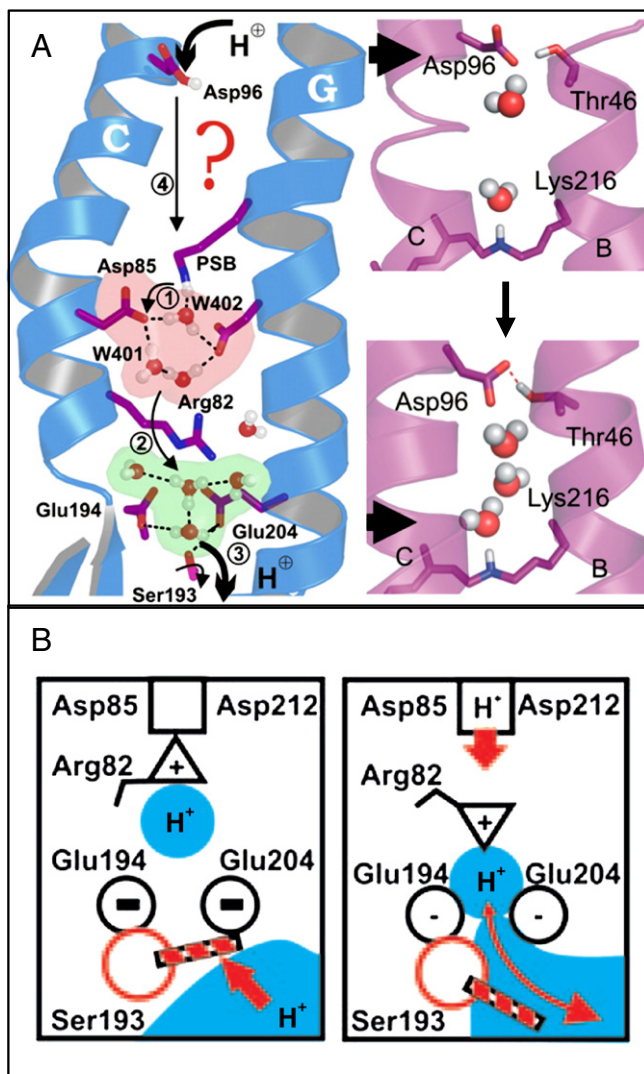 A
H⊕
Asp96
C
G
?
④
PSB
Asp85
①
W402
W401
Arg82
②
Glu194
Glu204
③
H⊕
Ser193
Asp96
Thr46
Lys216
C
B
Asp96
Thr46
Lys216
C
B
B
Asp85
Asp212
Arg82
+
H+
Glu194
Glu204
-
-
Ser193
H+
Asp85
H+
Asp212
Arg82
+
Glu194
H+
Glu204
-
-
Ser193